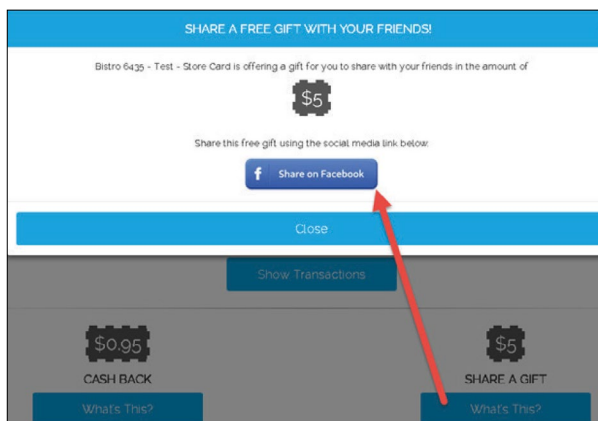 SHARE A FREE GIFT WITH YOUR FRIENDS!
Bistro 6435 - Test - Store Card is offering a gift for you to share with your friends in the amount of
$5
Share this free gift using the social media link below:
f Share on Facebook
Close
Show Transactions
$0.95 $5
CASH BACK SHARE A GIFT
What's This? What's This?